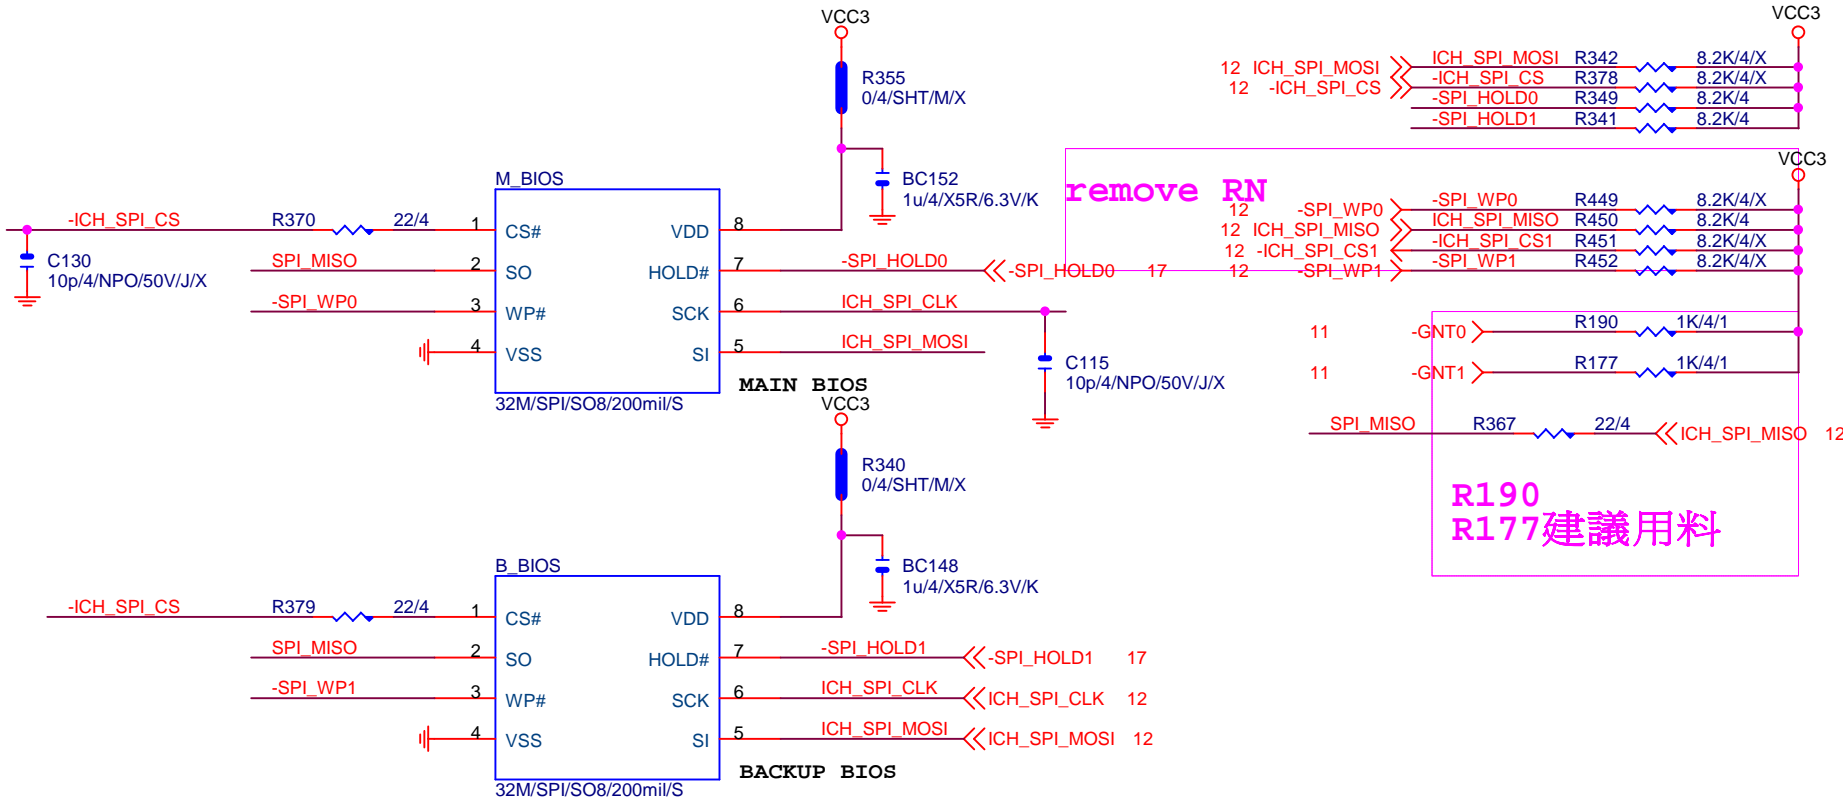 VCC3
R355
0/4/SHT/M/X
BC152
1u/4/X5R/6.3V/K
M_BIOS
-ICH_SPI_CS R370 22/4 1 CS# VDD 8
C130
10p/4/NPO/50V/J/X
SPI_MISO 2 SO HOLD# 7 -SPI_HOLD0 -SPI_HOLD0 17
-SPI_WP0 3 WP# SCK 6 ICH_SPI_CLK
4 VSS SI 5 ICH_SPI_MOSI
C115
10p/4/NPO/50V/J/X
MAIN BIOS
32M/SPI/SO8/200mil/S
VCC3
R340
0/4/SHT/M/X
BC148
1u/4/X5R/6.3V/K
B_BIOS
-ICH_SPI_CS R379 22/4 1 CS# VDD 8
SPI_MISO 2 SO HOLD# 7 -SPI_HOLD1 -SPI_HOLD1 17
-SPI_WP1 3 WP# SCK 6 ICH_SPI_CLK ICH_SPI_CLK 12
4 VSS SI 5 ICH_SPI_MOSI ICH_SPI_MOSI 12
BACKUP BIOS
32M/SPI/SO8/200mil/S
VCC3
12 ICH_SPI_MOSI ICH_SPI_MOSI R342 8.2K/4/X
12 -ICH_SPI_CS -ICH_SPI_CS R378 8.2K/4/X
-SPI_HOLD0 R349 8.2K/4
-SPI_HOLD1 R341 8.2K/4
VCC3
remove RN
12 -SPI_WP0 -SPI_WP0 R449 8.2K/4/X
12 ICH_SPI_MISO ICH_SPI_MISO R450 8.2K/4
12 -ICH_SPI_CS1 -ICH_SPI_CS1 R451 8.2K/4/X
12 -SPI_WP1 -SPI_WP1 R452 8.2K/4/X
11 -GNT0 R190 1K/4/1
11 -GNT1 R177 1K/4/1
SPI_MISO R367 22/4 ICH_SPI_MISO 12
R190
R177建議用料